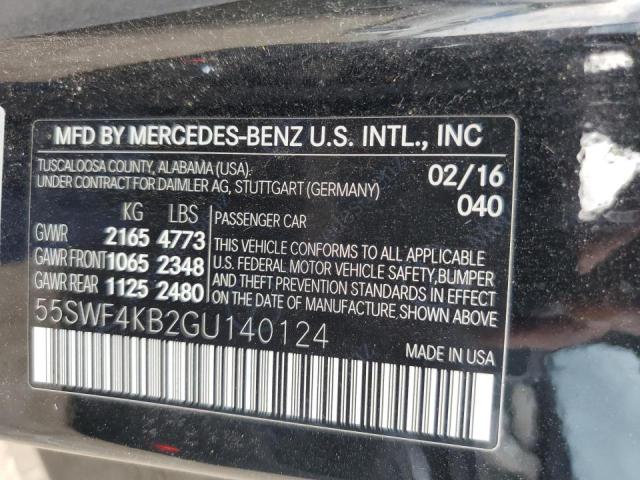 MFD BY MERCEDES-BENZ U.S. INTL., INC
TUSCALOOSA COUNTY, ALABAMA (USA).
UNDER CONTRACT FOR DAIMLER AG, STUTTGART (GERMANY)
02/16
040
KG LBS
GVWR 2165 4773
GAWR FRONT 1065 2348
GAWR REAR 1125 2480
PASSENGER CAR
THIS VEHICLE CONFORMS TO ALL APPLICABLE
U.S. FEDERAL MOTOR VEHICLE SAFETY, BUMPER
AND THEFT PREVENTION STANDARDS IN EFFECT
ON THE DATE OF MANUFACTURE SHOWN ABOVE.
55SWF4KB2GU140124
MADE IN USA